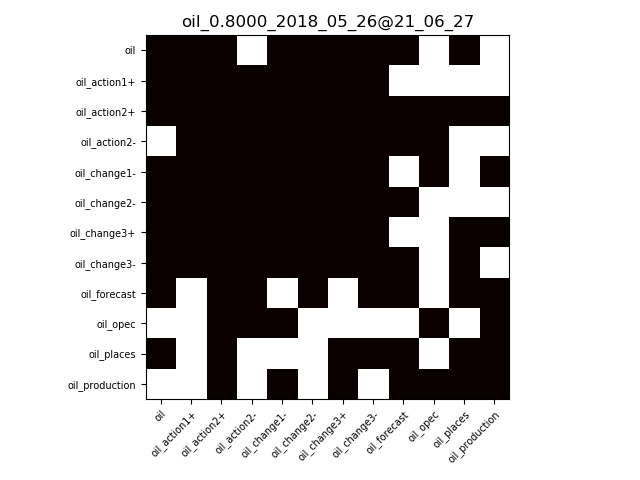 oil_0.8000_2018_05_26@21_06_27
oil
oil_action1+
oil_action2+
oil_action2-
oil_change1-
oil_change2-
oil_change3+
oil_change3-
oil_forecast
oil_opec
oil_places
oil_production
oil
oil_action1+
oil_action2+
oil_action2-
oil_change1-
oil_change2-
oil_change3+
oil_change3-
oil_forecast
oil_opec
oil_places
oil_production